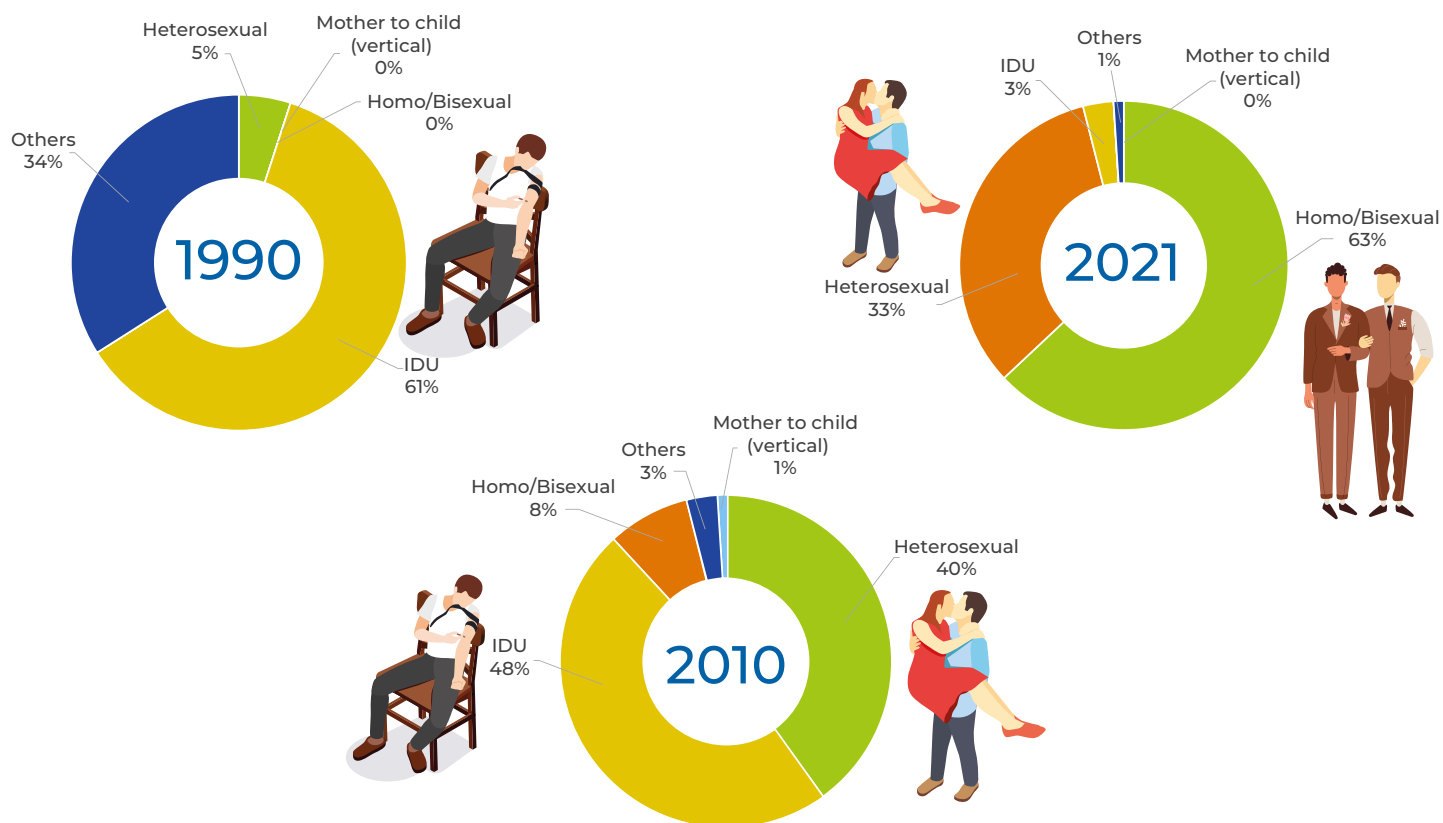 Heterosexual
5%
Mother to child
(vertical)
0%
Homo/Bisexual
0%
Others
34%
1990
IDU
61%
IDU
3%
Others
1%
Mother to child
(vertical)
0%
Homo/Bisexual
63%
2021
Heterosexual
33%
Mother to child
(vertical)
1%
Others
3%
Homo/Bisexual
8%
Heterosexual
40%
IDU
48%
2010